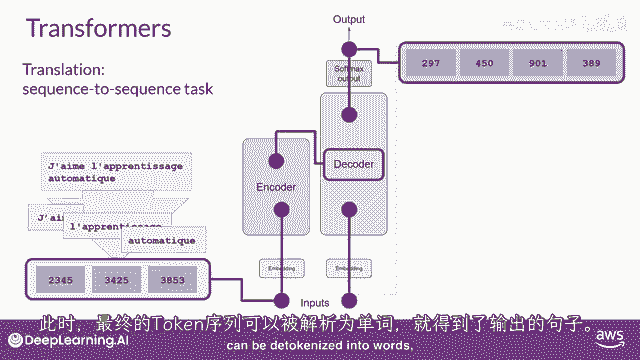 Transformers
Translation:
sequence-to-sequence task
Output
Softmax
output
297 450 901 389
Encoder
Decoder
J'aime l'apprentissage
automatique
l'apprentissage
automatique
Embedding
Embedding
2345 3425 3853
Inputs
此时，最终的Token序列可以被解析为单词，就得到了输出的句子。
can be detokenized into words,
DeepLearning.AI
aws